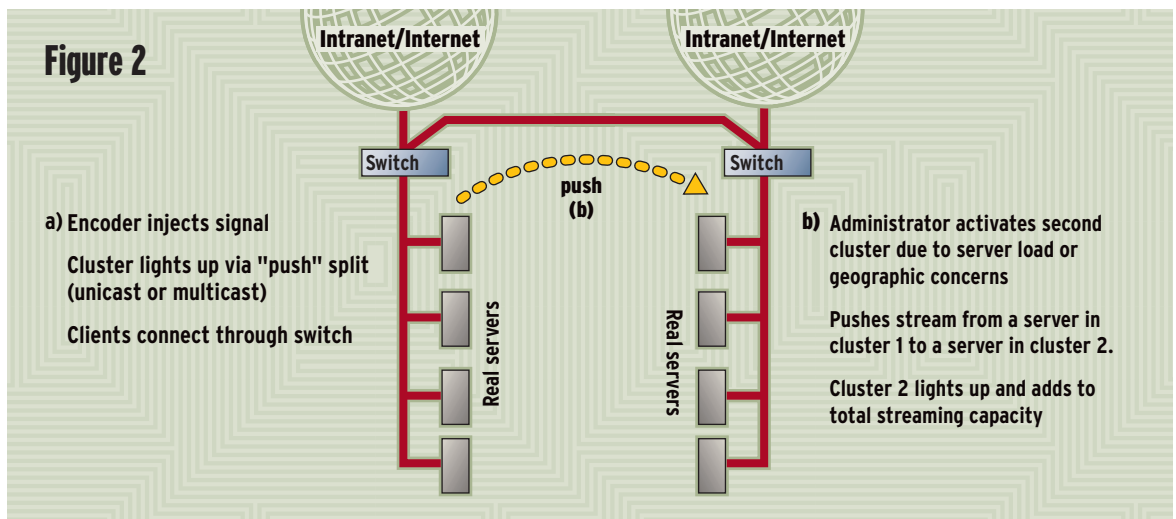 Figure 2
Intranet/Internet
Intranet/Internet
Switch
Switch
push
(b)
a) Encoder injects signal
Cluster lights up via "push" split
(unicast or multicast)
Clients connect through switch
Real servers
Real servers
b) Administrator activates second
cluster due to server load or
geographic concerns
Pushes stream from a server in
cluster 1 to a server in cluster 2.
Cluster 2 lights up and adds to
total streaming capacity